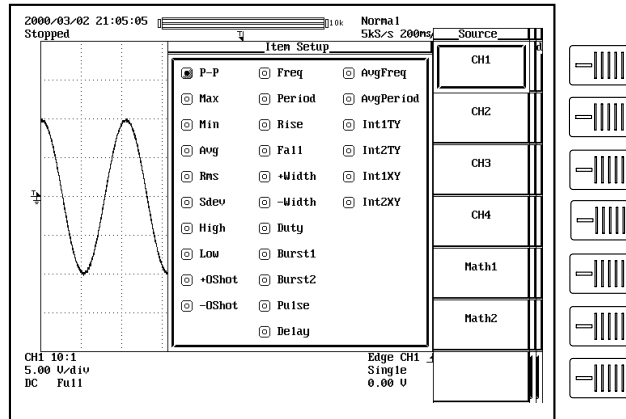 2000/03/02 21:05:05
10k
Normal
Stopped
T
5kS/s 200ms/
Source
Item Setup
P-P
Freq
AvgFreq
CH1
Max
Period
AvgPeriod
Min
Rise
Int1TY
CH2
Avg
Fall
Int2TY
Rms
+Width
Int1XY
CH3
Sdev
-Width
Int2XY
High
Duty
CH4
Low
Burst1
Math1
+OShot
Burst2
-OShot
Pulse
Math2
Delay
T
CH1 10:1
Edge CH1
5.00 V/div
Single
DC Full
0.00 V